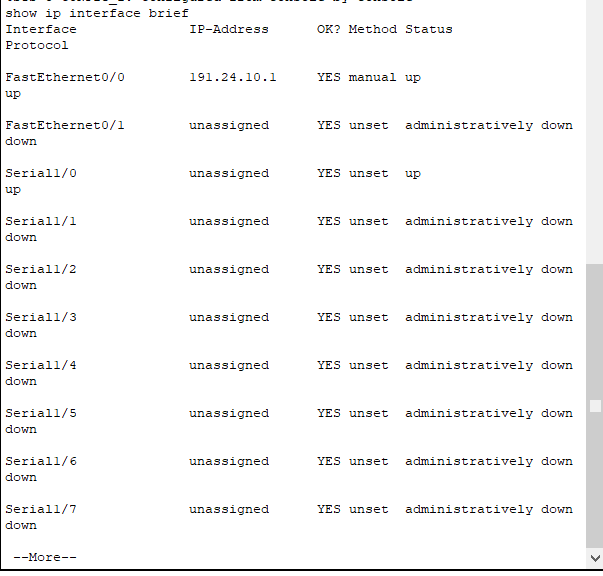 show ip interface brief
Interface IP-Address OK? Method Status
Protocol
FastEthernet0/0 191.24.10.1 YES manual up
up
FastEthernet0/1 unassigned YES unset administratively down
down
Serial1/0 unassigned YES unset up
up
Serial1/1 unassigned YES unset administratively down
down
Serial1/2 unassigned YES unset administratively down
down
Serial1/3 unassigned YES unset administratively down
down
Serial1/4 unassigned YES unset administratively down
down
Serial1/5 unassigned YES unset administratively down
down
Serial1/6 unassigned YES unset administratively down
down
Serial1/7 unassigned YES unset administratively down
down
--More--